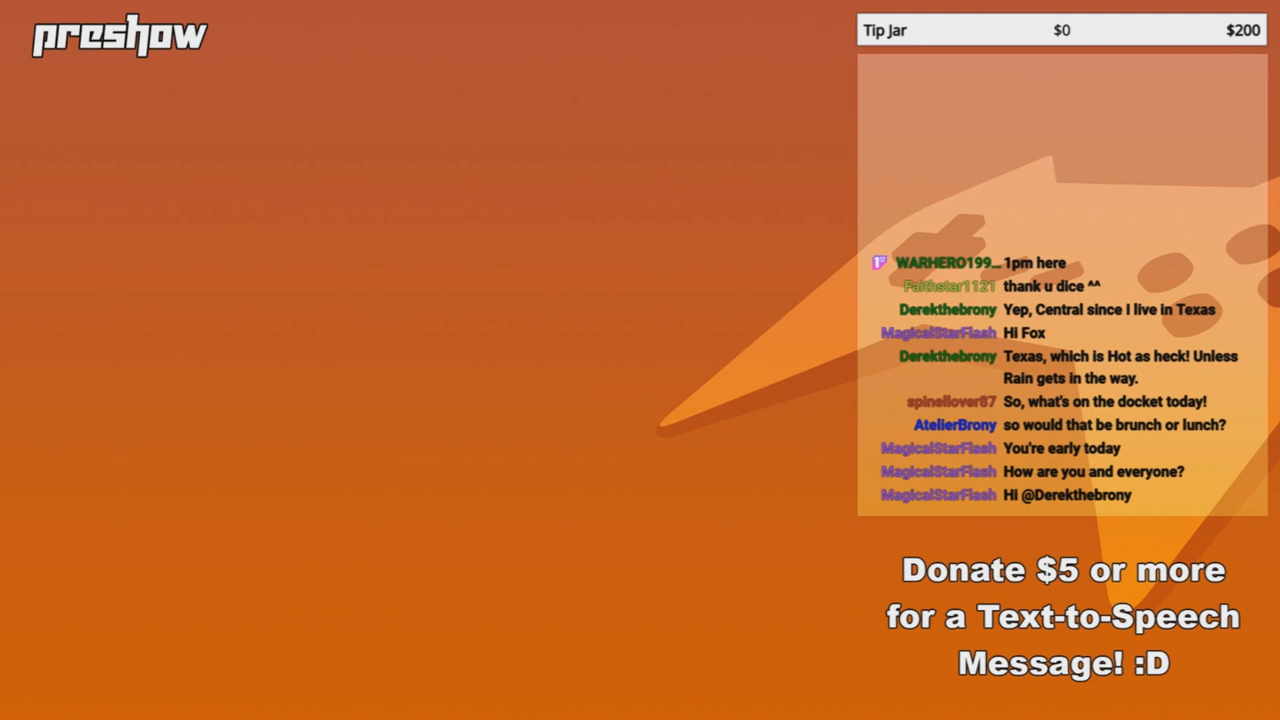 preshow
Tip Jar $0 $200
WARHERO199... 1pm here
Faithstar1121 thank u dice ^^
Derekthebrony Yep, Central since I live in Texas
MagicalStarFlash Hi Fox
Derekthebrony Texas, which is Hot as heck! Unless
Rain gets in the way.
spinellover87 So, what's on the docket today!
AtelierBrony so would that be brunch or lunch?
MagicalStarFlash You're early today
MagicalStarFlash How are you and everyone?
MagicalStarFlash Hi @Derekthebrony
Donate $5 or more
for a Text-to-Speech
Message! :D